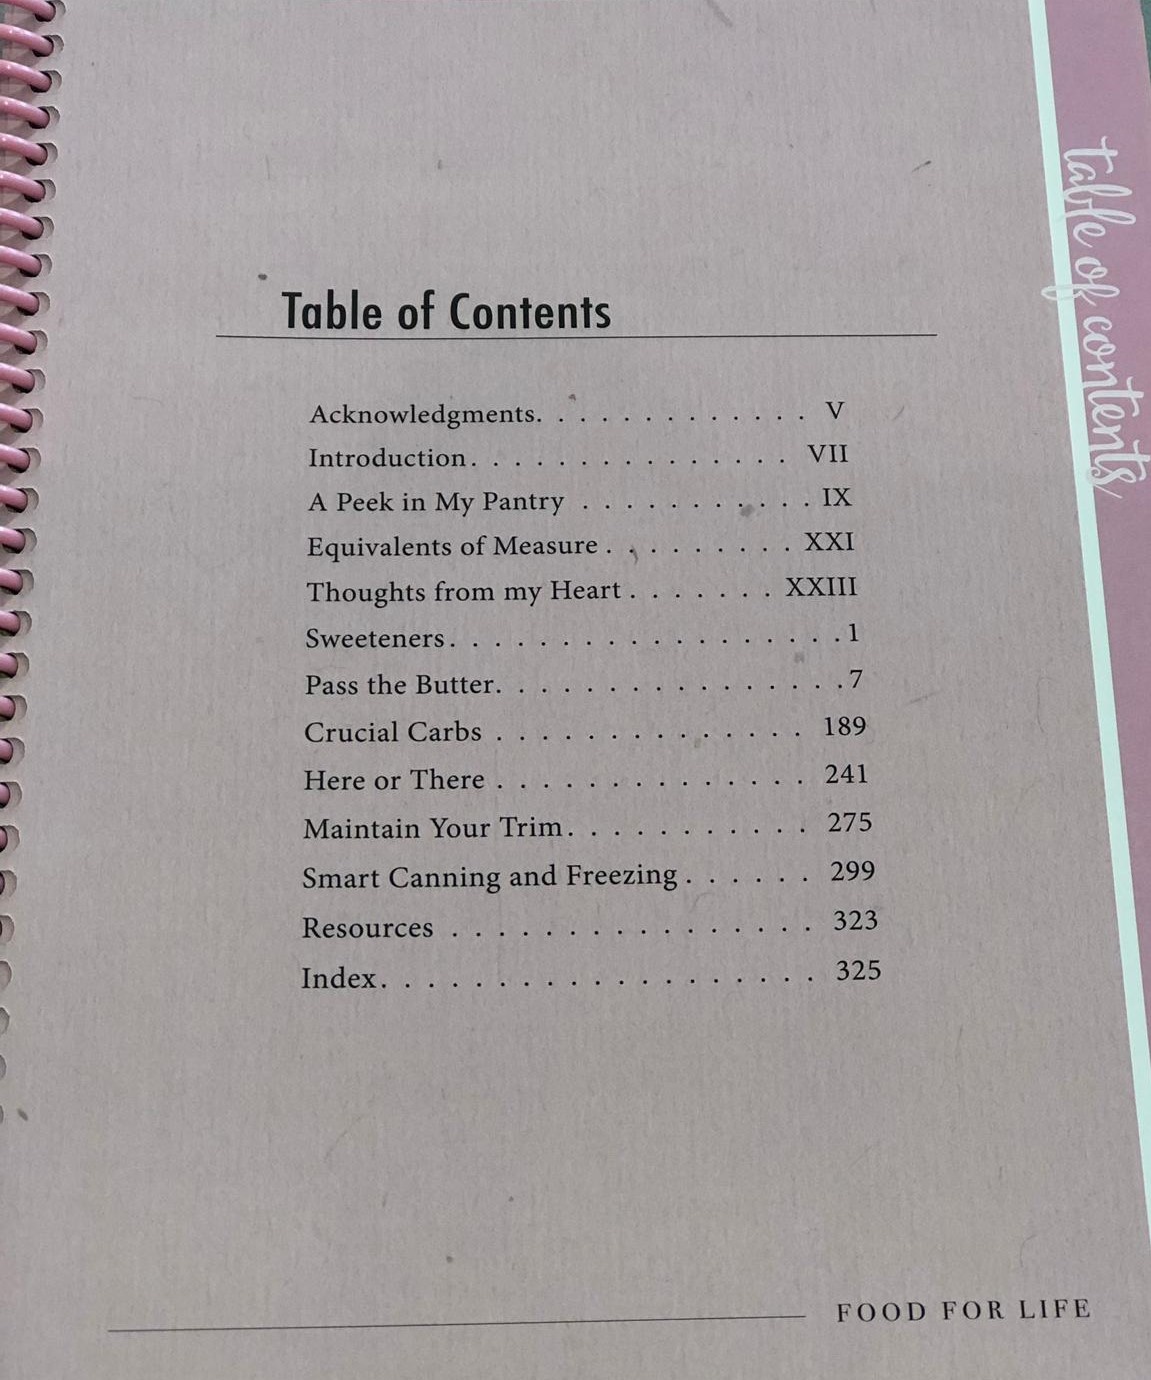 Table of Contents
Acknowledgments. . . . . . . . . . . . V
Introduction. . . . . . . . . . . . . . VII
A Peek in My Pantry . . . . . . . . . . . IX
Equivalents of Measure . . . . . . . . . XXI
Thoughts from my Heart . . . . . . . XXIII
Sweeteners. . . . . . . . . . . . . . . . . . 1
Pass the Butter. . . . . . . . . . . . . . . . 7
Crucial Carbs . . . . . . . . . . . . . . 189
Here or There . . . . . . . . . . . . . . 241
Maintain Your Trim. . . . . . . . . . . 275
Smart Canning and Freezing . . . . . . 299
Resources . . . . . . . . . . . . . . . . 323
Index. . . . . . . . . . . . . . . . . . . 325
table of contents
FOOD FOR LIFE